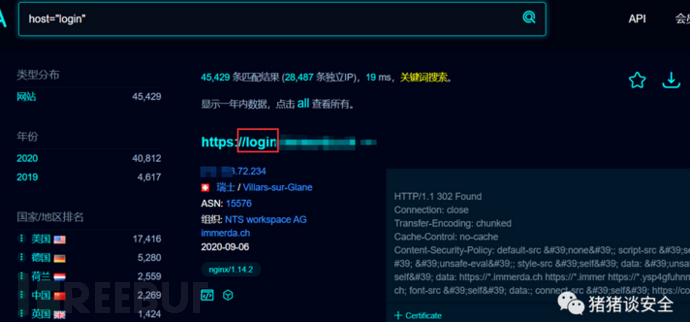 host="login"
API
会
类型分布
网站 45,429
年份
2020 40,812
2019 4,617
国家/地区排名
美国 17,416
德国 5,280
荷兰 2,559
中国 2,269
英国 1,424
45,429 条匹配结果 (28,487 条独立IP)，19 ms，关键词搜索。
显示一年内数据，点击 all 查看所有。
https://login
.72.234
瑞士 / Villars-sur-Glane
ASN: 15576
组织: NTS workspace AG
immerda.ch
2020-09-06
nginx/1.14.2
HTTP/1.1 302 Found
Connection: close
Transfer-Encoding: chunked
Cache-Control: no-cache
Content-Security-Policy: default-src &#39;none&#39;; script-src &#39;se
#39; &#39;unsafe-eval&#39;; style-src &#39;self&#39; data: &#39;unsaf
self&#39; data: https://*.immerda.ch https://*.immer https://*.ysp4gfuhnn
ch; font-src &#39;self&#39; data:; connect-src &#39;self&#39; https://co
+ Certificate
猪猪谈安全
REEBUF